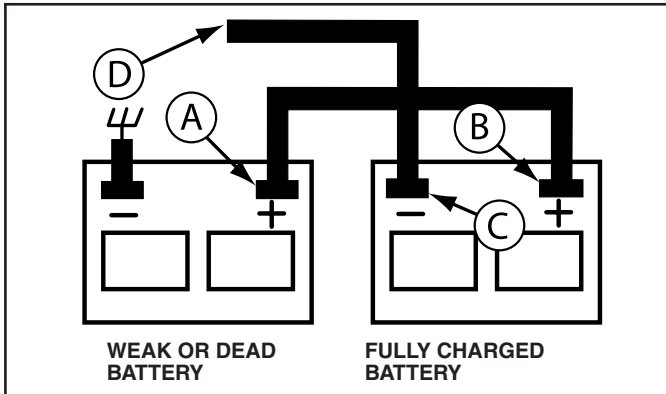 D
A
B
– + – +
C
WEAK OR DEAD
BATTERY
FULLY CHARGED
BATTERY